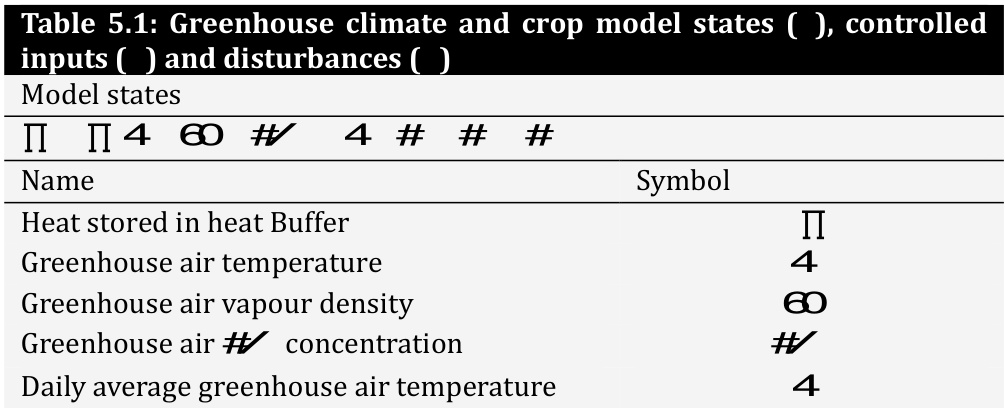 Table 5.1: Greenhouse climate and crop model states ( ), controlled
inputs ( ) and disturbances ( )
Model states
∏ ∏ 4 60 #/ 4 # # #
Name Symbol
Heat stored in heat Buffer ∏
Greenhouse air temperature 4
Greenhouse air vapour density 60
Greenhouse air #/ concentration #/
Daily average greenhouse air temperature 4